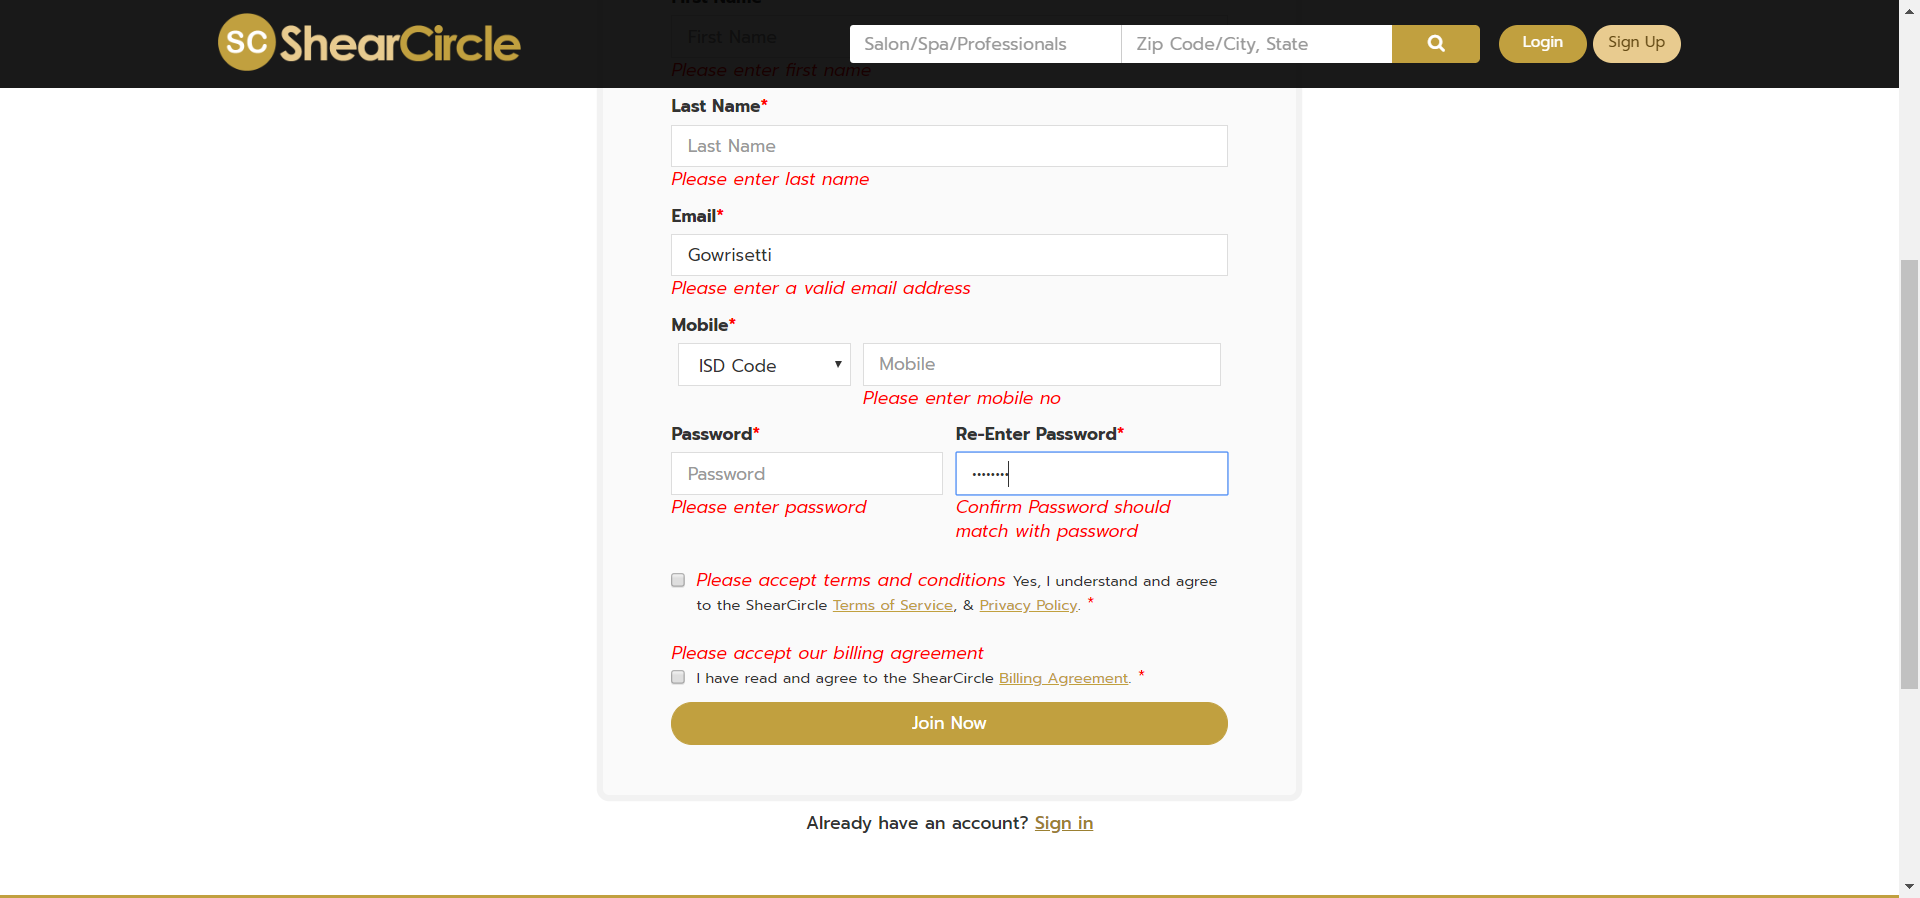 First Name
SC ShearCircle
Salon/Spa/Professionals
Zip Code/City, State
Login
Sign Up
First Name
Please enter first name
Last Name*
Last Name
Please enter last name
Email*
Gowrisetti
Please enter a valid email address
Mobile*
ISD Code
Mobile
Please enter mobile no
Password*
Re-Enter Password*
Password
••••••••
Please enter password
Confirm Password should
match with password
Please accept terms and conditions Yes, I understand and agree
to the ShearCircle Terms of Service, & Privacy Policy. *
Please accept our billing agreement
I have read and agree to the ShearCircle Billing Agreement. *
Join Now
Already have an account? Sign in